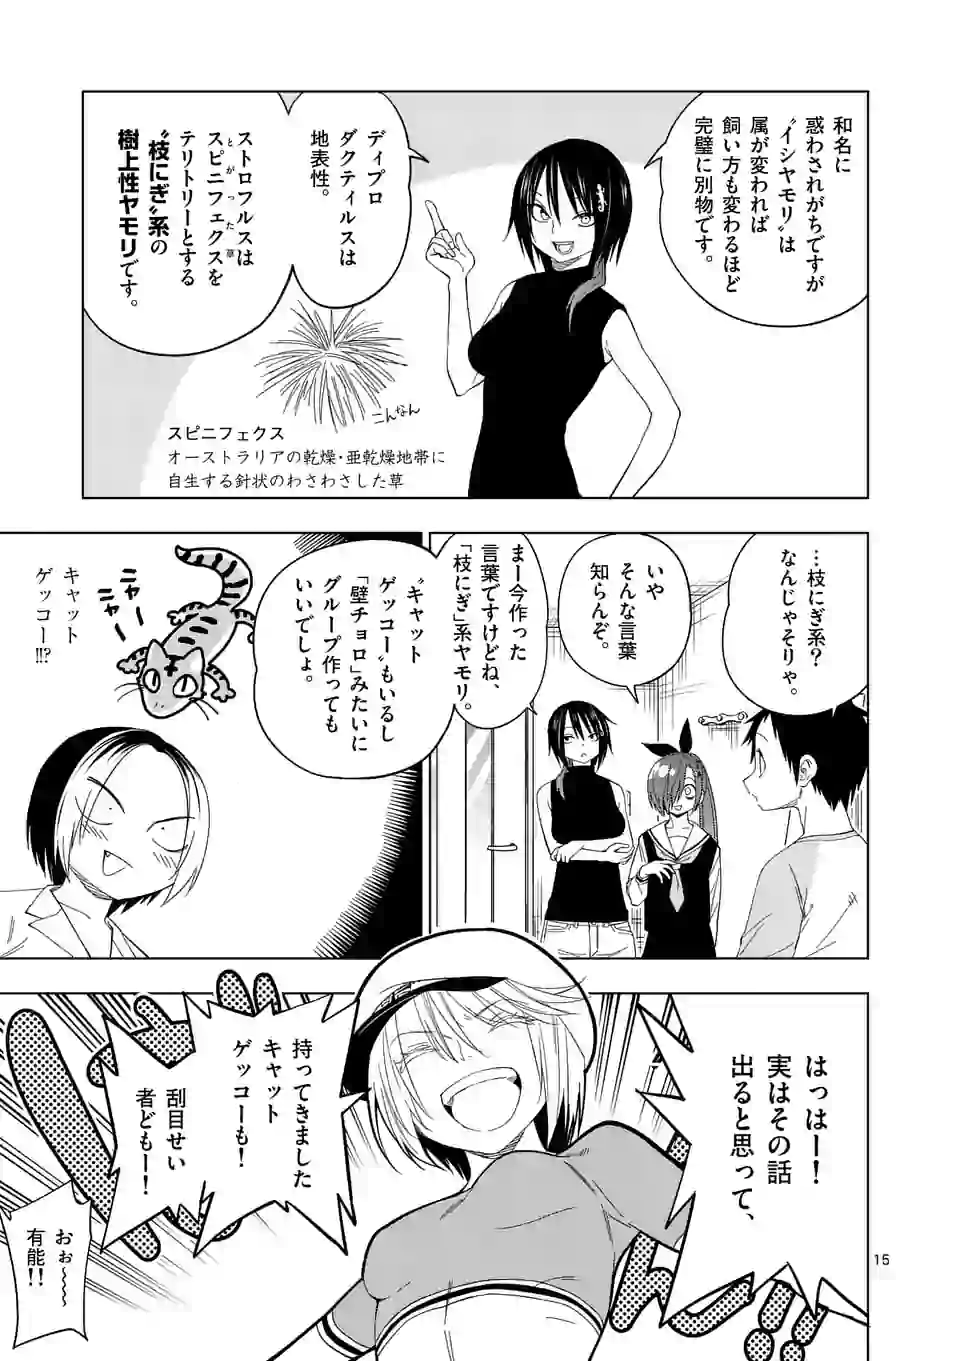 和名に
惑わされがちですが
〝イシヤモリ〟は
属が変われば
飼い方も変わるほど
完璧に別物です。
ディプロ
ダクティルスは
地表性。
ストロフルスは
スピニフェクスを
とがった草
テリトリーとする
〝枝にぎ〟系の
樹上性ヤモリです。
こんなん
スピニフェクス
オーストラリアの乾燥・亜乾燥地帯に
自生する針状のわさわさした草
…枝にぎ系?
なんじゃそりゃ。
いや
そんな言葉
知らんぞ。
まー今作った
言葉ですけどね、
「枝にぎ」系ヤモリ。
〝キャット
ゲッコー〟もいるし
「壁チョロ」みたいに
グループ作っても
いいでしょ。
ニャー
ニャー
キャット
ゲッコー!!?
はっはー!
実はその話
出ると思って、
持ってきました
キャット
ゲッコーも!
刮目せい
者どもー!
おぉ〜〜〜
有能!!
15